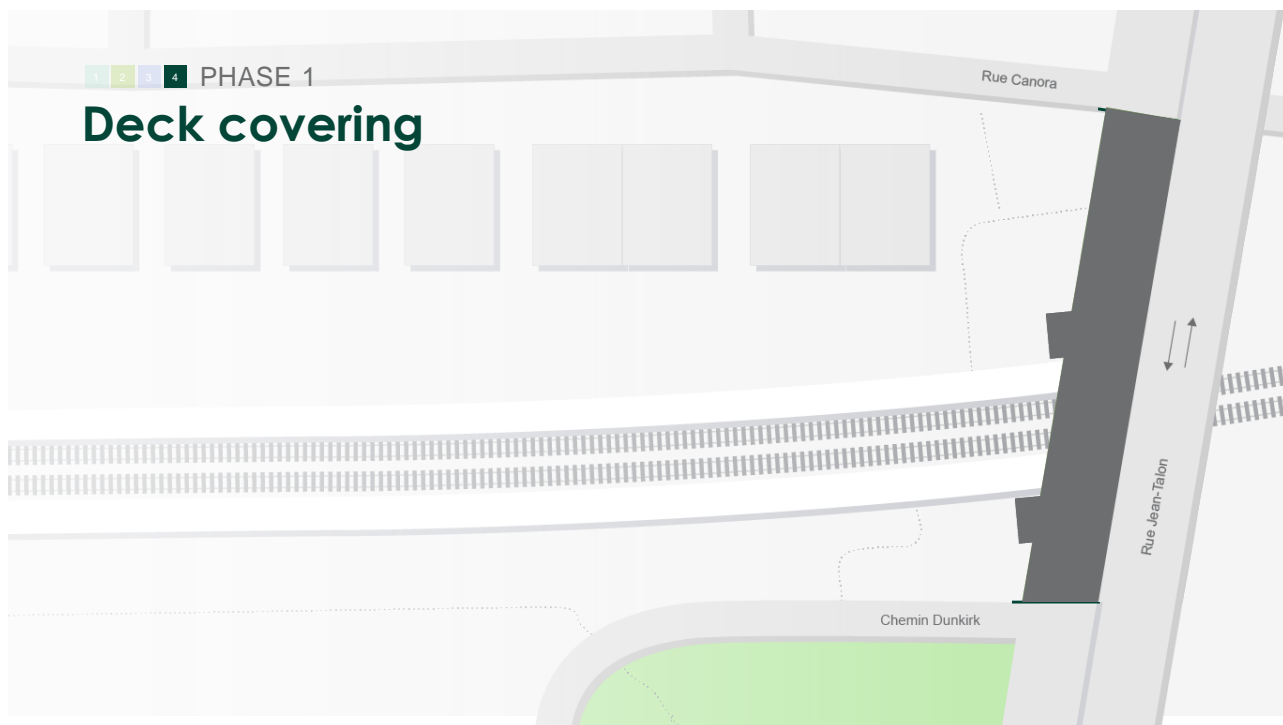 1 2 3 4 PHASE 1
Deck covering
Rue Canora
Rue Jean-Talon
Chemin Dunkirk